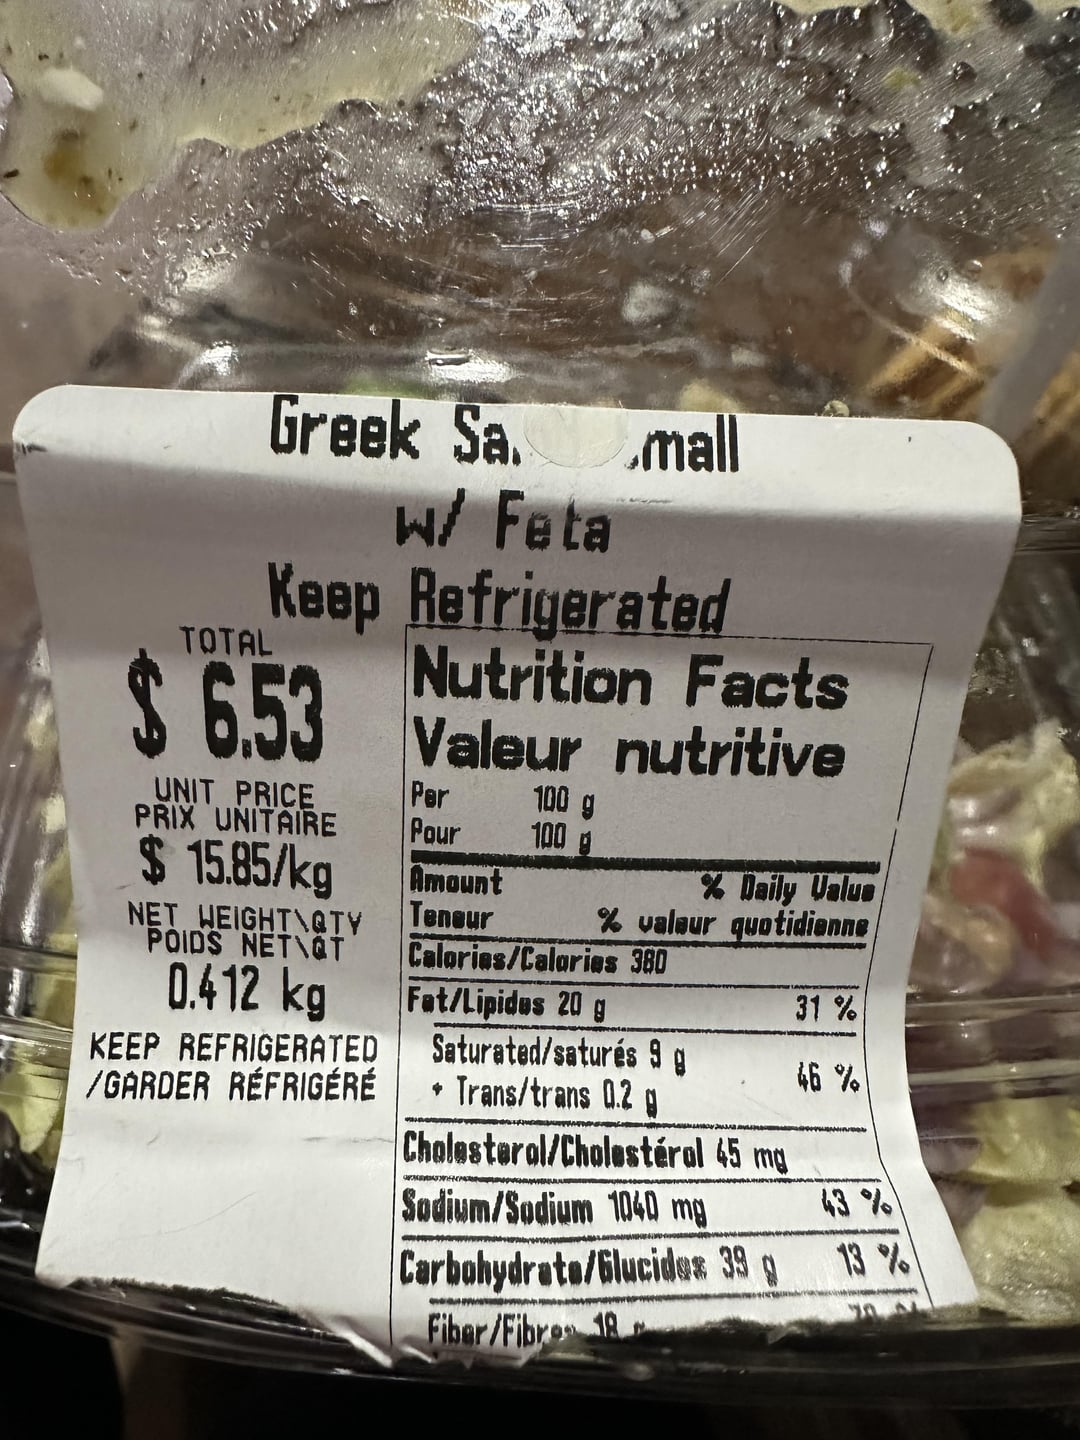 Greek Sa mall
w/ Feta
Keep Refrigerated
TOTAL
$ 6.53
UNIT PRICE
PRIX UNITAIRE
$ 15.85/kg
NET WEIGHT\QTY
POIDS NET\QT
0.412 kg
KEEP REFRIGERATED
/GARDER RÉFRIGÉRÉ
Nutrition Facts
Valeur nutritive
Per 100 g
Pour 100 g
Amount % Daily Value
Teneur % valeur quotidienne
Calories/Calories 380
Fat/Lipides 20 g 31 %
Saturated/saturés 9 g
+ Trans/trans 0.2 g 46 %
Cholesterol/Cholestérol 45 mg
Sodium/Sodium 1040 mg 43 %
Carbohydrate/Glucides 39 g 13 %
Fiber/Fibres 18